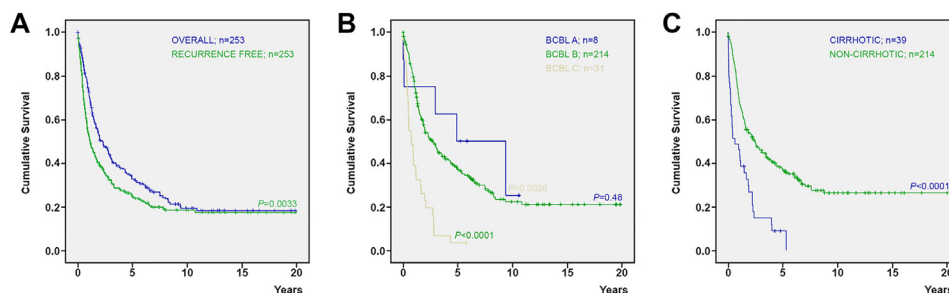 A
OVERALL; n=253
RECURRENCE FREE; n=253
Cumulative Survival
1.0
0.8
0.6
0.4
0.2
0.0
P=0.0033
0 5 10 15 20
Years
B
BCBL A; n=8
BCBL B; n=214
BCBL C; n=31
Cumulative Survival
1.0
0.8
0.6
0.4
0.2
0.0
P=0.0026
P=0.48
P<0.0001
0 5 10 15 20
Years
C
CIRRHOTIC; n=39
NON-CIRRHOTIC; n=214
Cumulative Survival
1.0
0.8
0.6
0.4
0.2
0.0
P<0.0001
0 5 10 15 20
Years